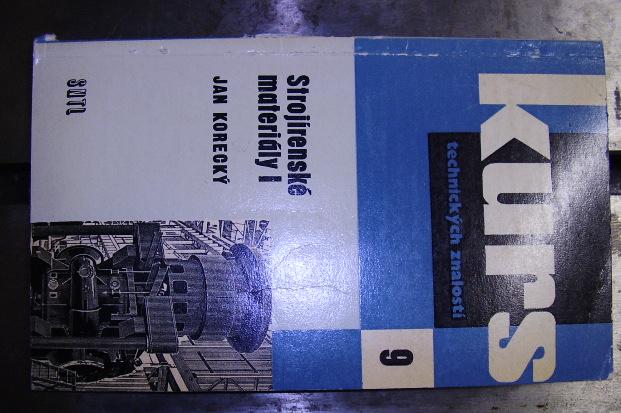 kurs
technických znalostí
9
Strojírenské
materiály I
JAN KORECKÝ
SNTL